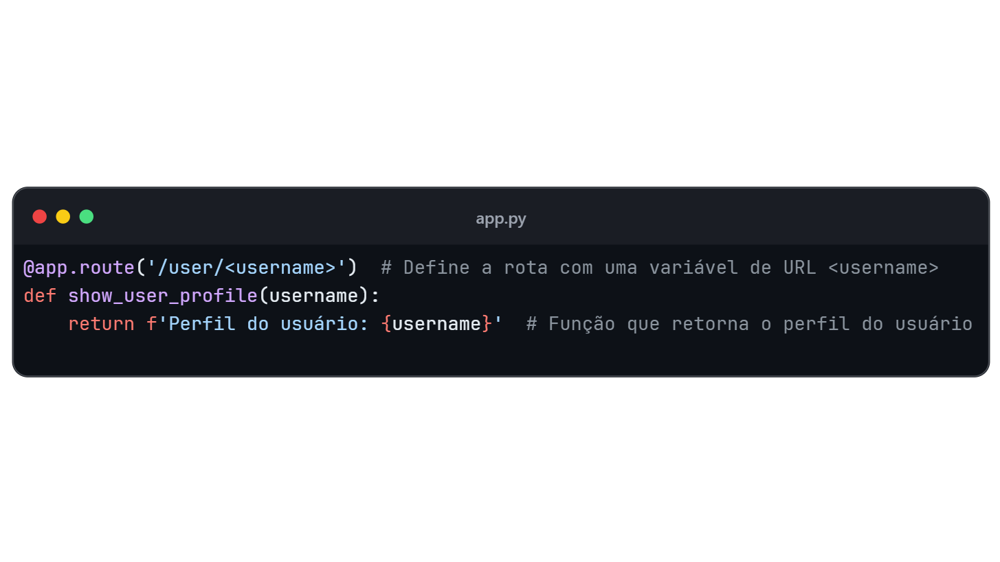 app.py
@app.route('/user/<username>')  # Define a rota com uma variável de URL <username>
def show_user_profile(username):
    return f'Perfil do usuário: {username}'  # Função que retorna o perfil do usuário